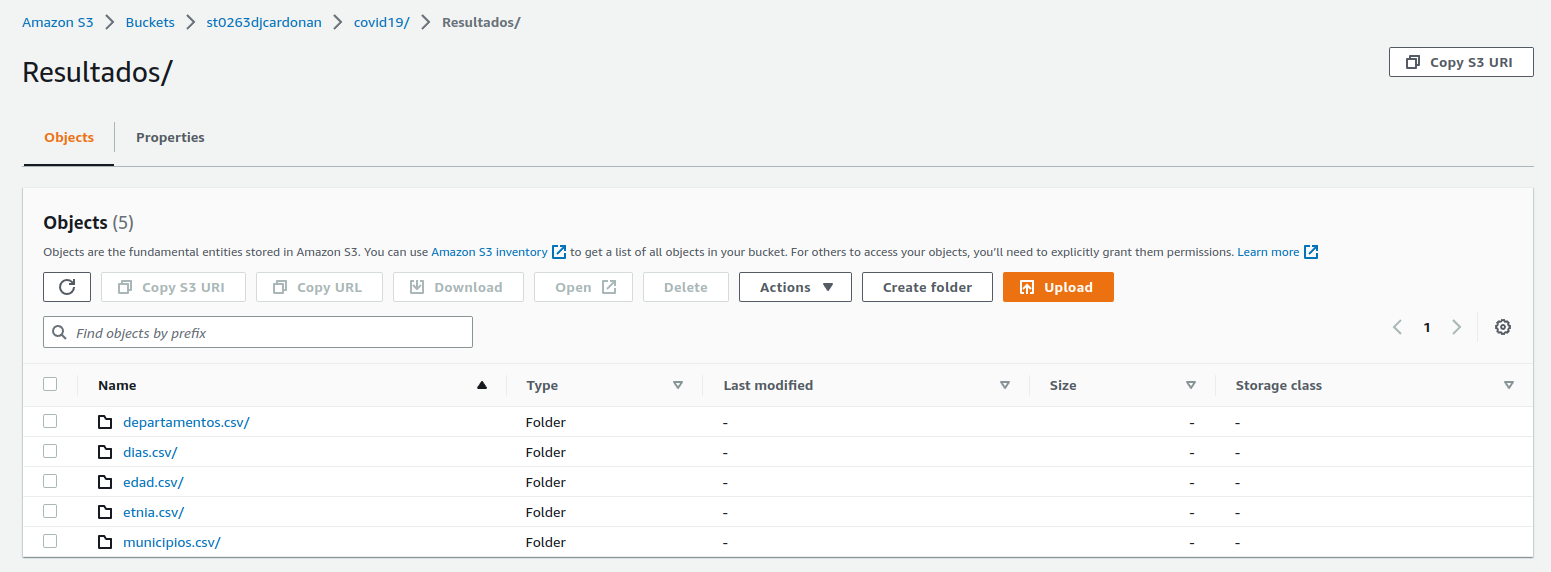 Amazon S3 > Buckets > st0263djcardonan > covid19/ > Resultados/
Resultados/
Copy S3 URI
Objects
Properties
Objects (5)
Objects are the fundamental entities stored in Amazon S3. You can use Amazon S3 inventory to get a list of all objects in your bucket. For others to access your objects, you'll need to explicitly grant them permissions. Learn more
Copy S3 URI Copy URL Download Open Delete Actions Create folder Upload
Find objects by prefix
1
Name Type Last modified Size Storage class
departamentos.csv/ Folder - - -
dias.csv/ Folder - - -
edad.csv/ Folder - - -
etnia.csv/ Folder - - -
municipios.csv/ Folder - - -